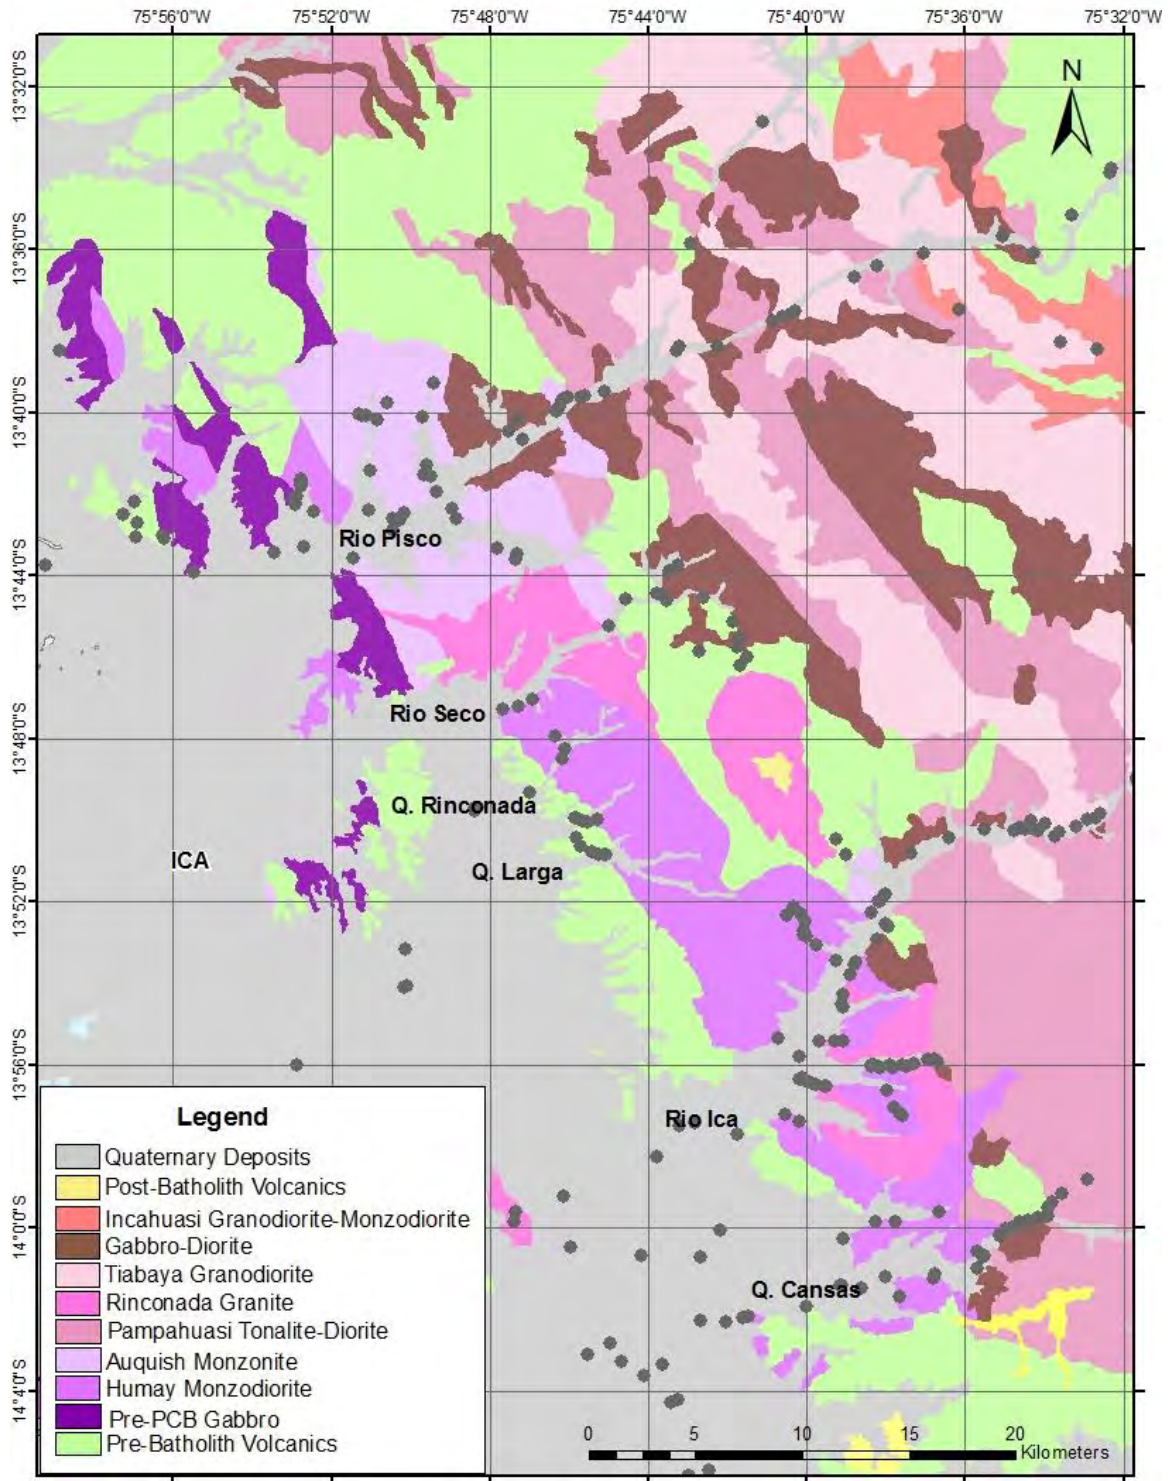 75°56'0"W 75°52'0"W 75°48'0"W 75°44'0"W 75°40'0"W 75°36'0"W 75°32'0"W
N
13°32'0"S
13°36'0"S
13°40'0"S
Rio Pisco
13°44'0"S
Rio Seco
13°48'0"S
Q. Rinconada
ICA
Q. Larga
13°52'0"S
13°56'0"S
Rio Ica
14°0'0"S
Q. Cansas
14°4'0"S
Legend
Quaternary Deposits
Post-Batholith Volcanics
Incahuasi Granodiorite-Monzodiorite
Gabbro-Diorite
Tiabaya Granodiorite
Rinconada Granite
Pampahuasi Tonalite-Diorite
Auquish Monzonite
Humay Monzodiorite
Pre-PCB Gabbro
Pre-Batholith Volcanics
0 5 10 15 20
Kilometers